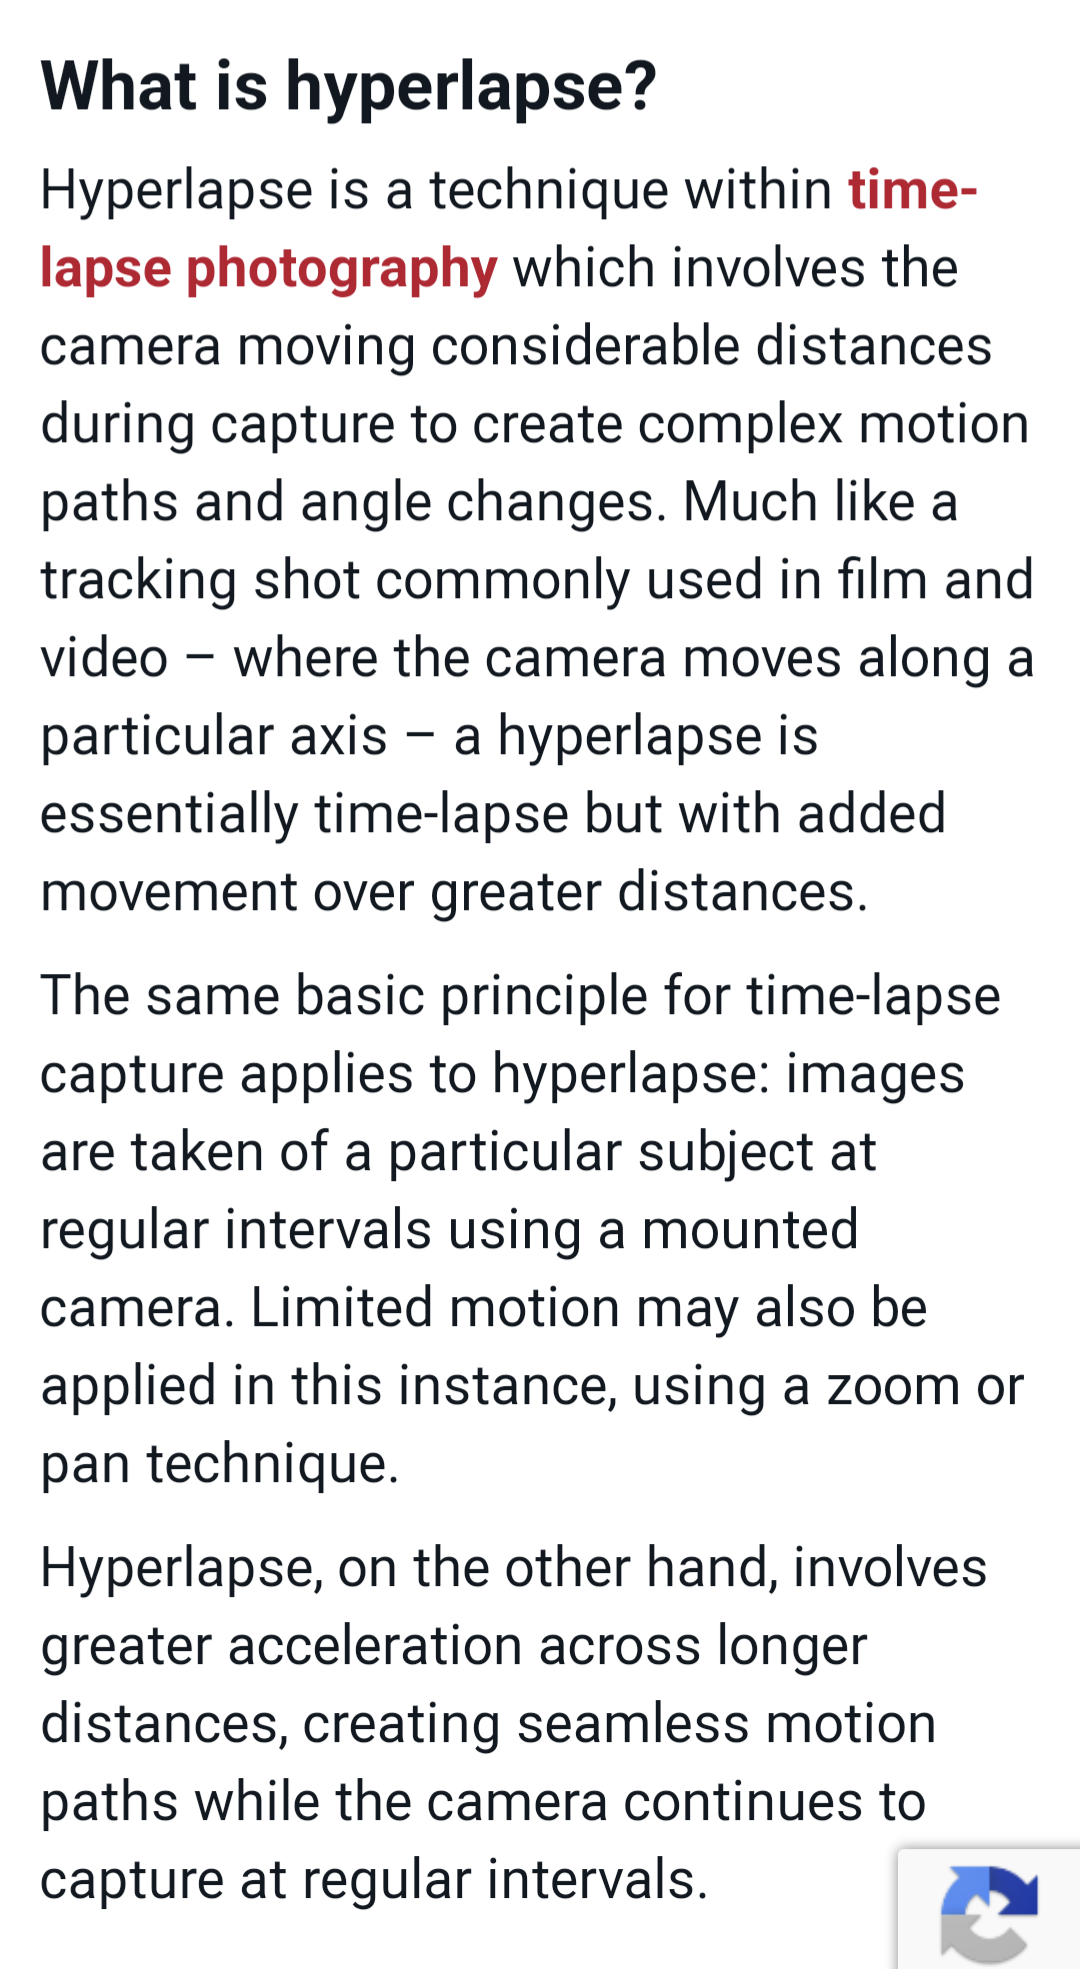 What is hyperlapse?
Hyperlapse is a technique within time-
lapse photography which involves the
camera moving considerable distances
during capture to create complex motion
paths and angle changes. Much like a
tracking shot commonly used in film and
video – where the camera moves along a
particular axis – a hyperlapse is
essentially time-lapse but with added
movement over greater distances.
The same basic principle for time-lapse
capture applies to hyperlapse: images
are taken of a particular subject at
regular intervals using a mounted
camera. Limited motion may also be
applied in this instance, using a zoom or
pan technique.
Hyperlapse, on the other hand, involves
greater acceleration across longer
distances, creating seamless motion
paths while the camera continues to
capture at regular intervals.